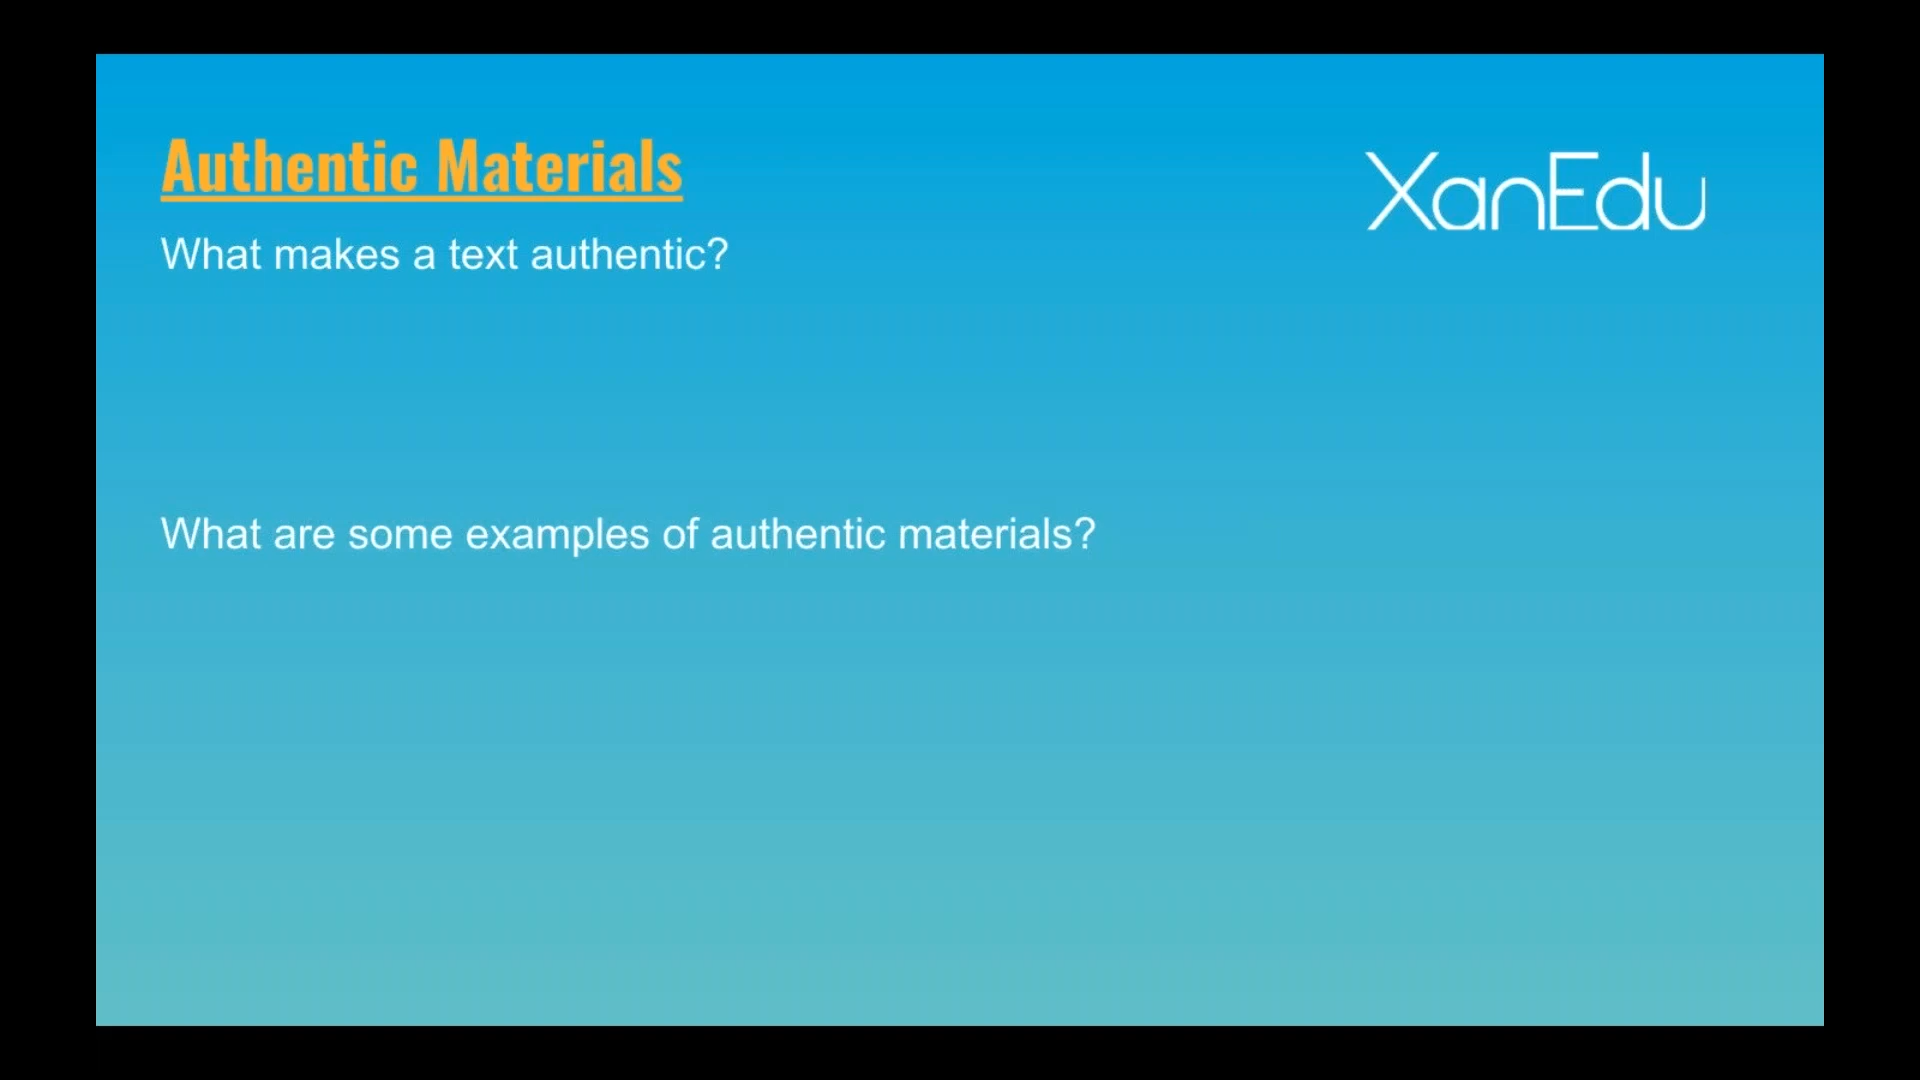 Authentic Materials
XanEdu
What makes a text authentic?
What are some examples of authentic materials?